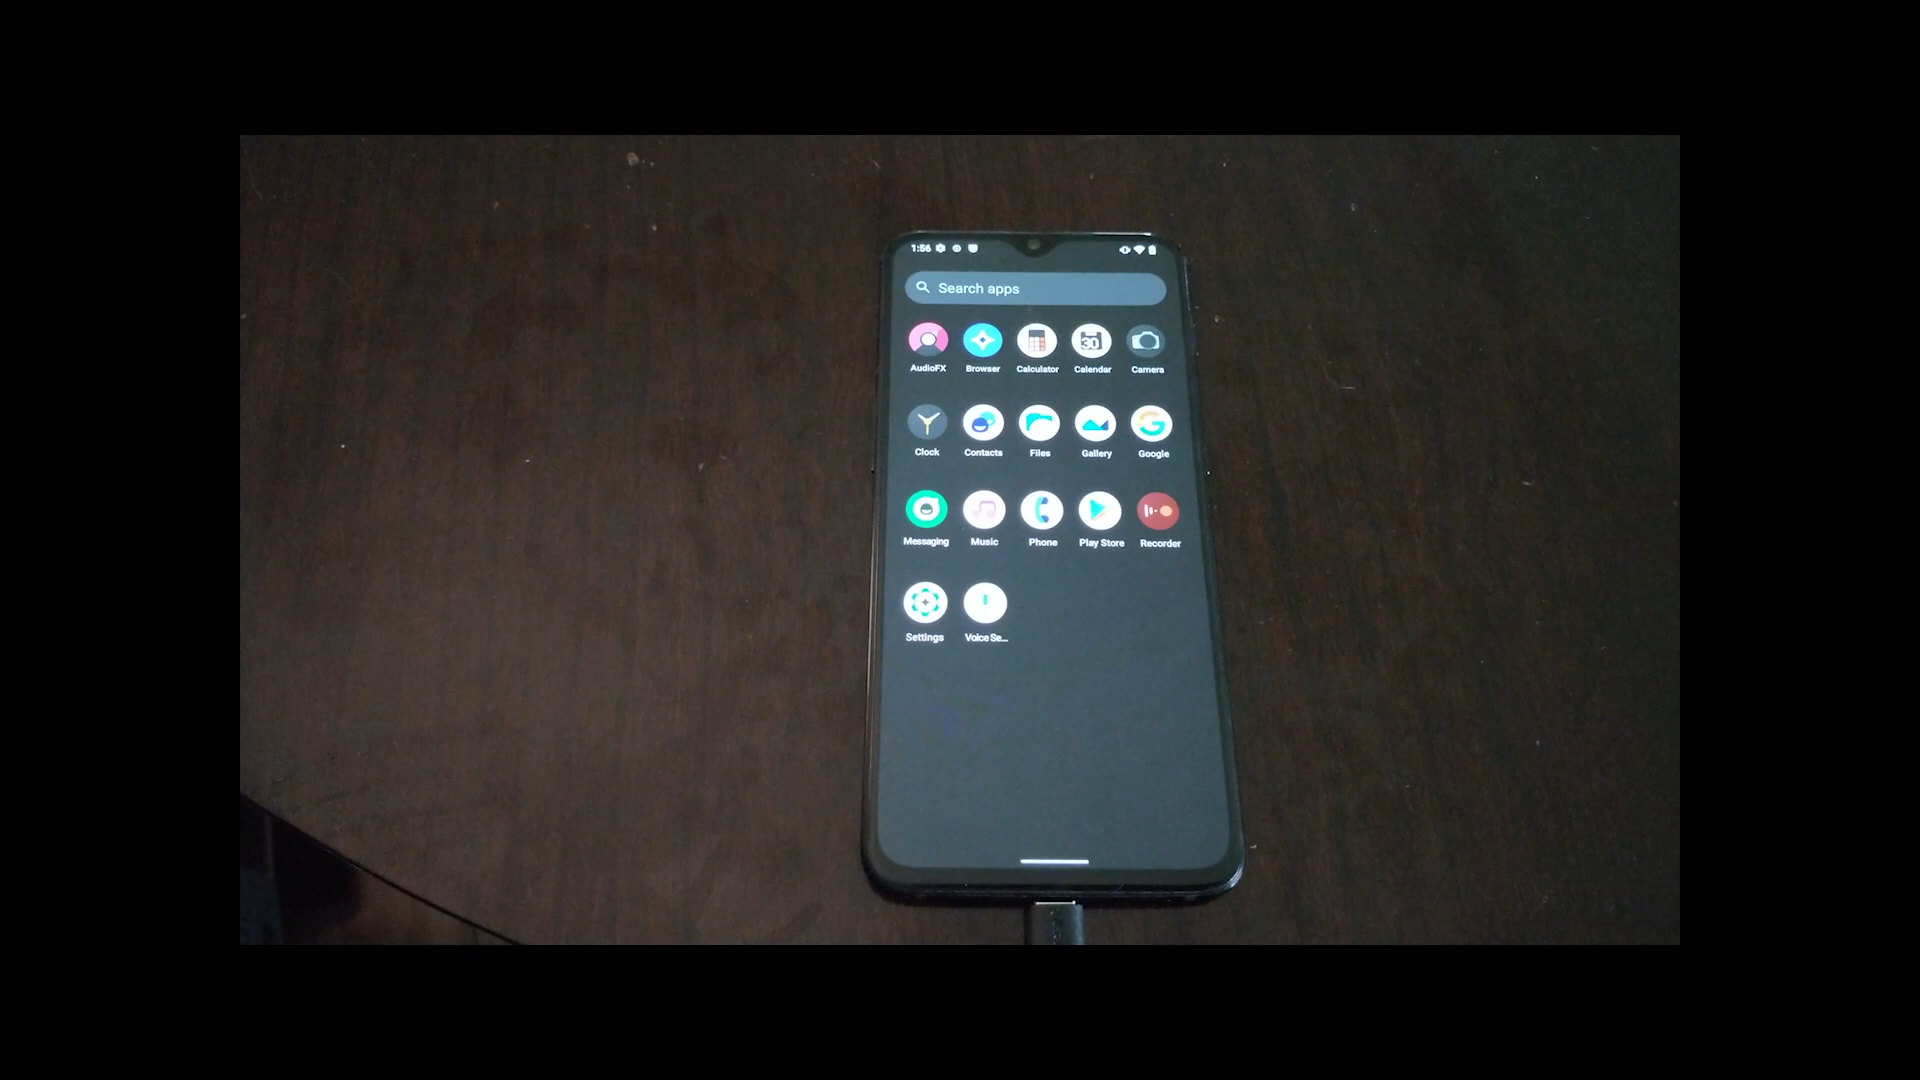 1:56
Search apps
AudioFX Browser Calculator Calendar Camera
Clock Contacts Files Gallery Google
Messaging Music Phone Play Store Recorder
Settings Voice Se...